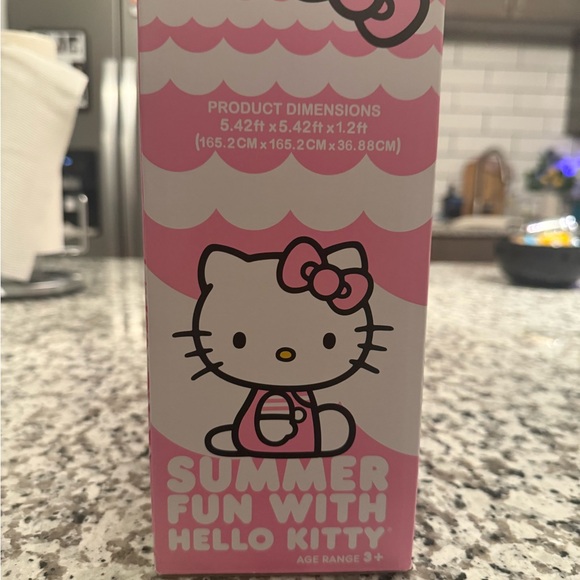 PRODUCT DIMENSIONS
5.42ft x 5.42ft x 1.2ft
(165.2CM x 165.2CM x 36.88CM)
SUMMER
FUN WITH
HELLO KITTY®
AGE RANGE 3+